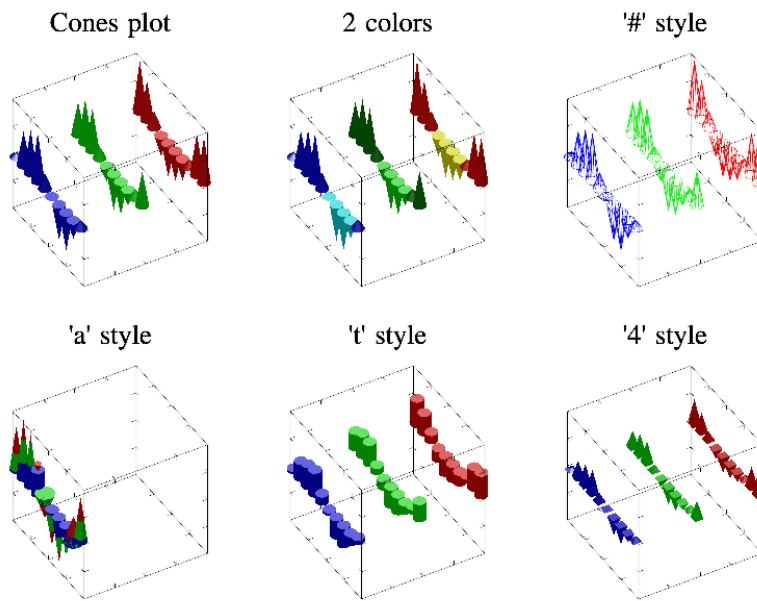 Cones plot
2 colors
'#' style
'a' style
't' style
'4' style